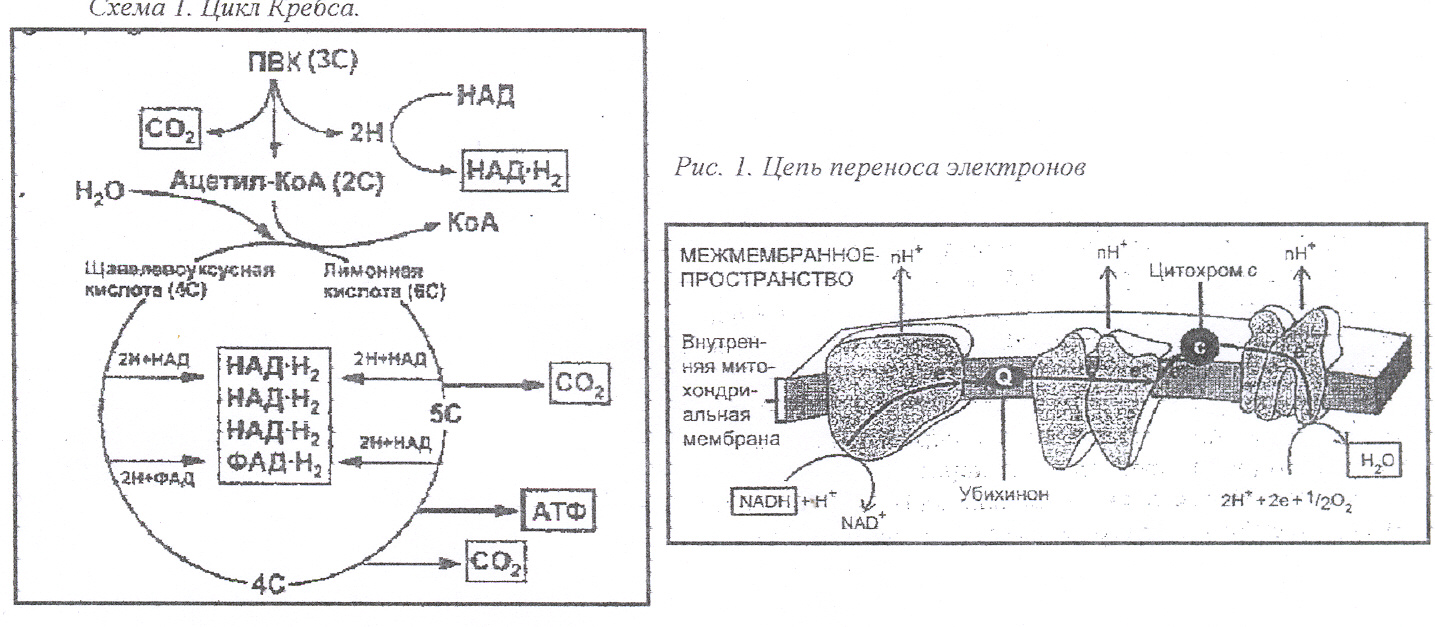 Схема 1. Цикл Кребса.
ПВК (3С)
НАД
CO₂
2Н
НАД·Н₂
Ацетил-КоА (2С)
H₂O
КоА
Щавелевоуксусная
кислота (4С)
Лимонная
кислота (6С)
2Н+НАД
НАД·Н₂
НАД·Н₂
НАД·Н₂
ФАД·Н₂
2Н+НАД
CO₂
5С
2Н+НАД
2Н+ФАД
АТФ
CO₂
4С
Рис. 1. Цепь переноса электронов
МЕЖМЕМБРАННОЕ
ПРОСТРАНСТВО
nH⁺
nH⁺
nH⁺
Цитохром c
Внутрен-
няя мито-
хондри-
альная
мембрана
e⁻
Q
e⁻
e⁻
c
e⁻
NADH + H⁺
NAD⁺
Убихинон
2H⁺+2e+1/2O₂
H₂O